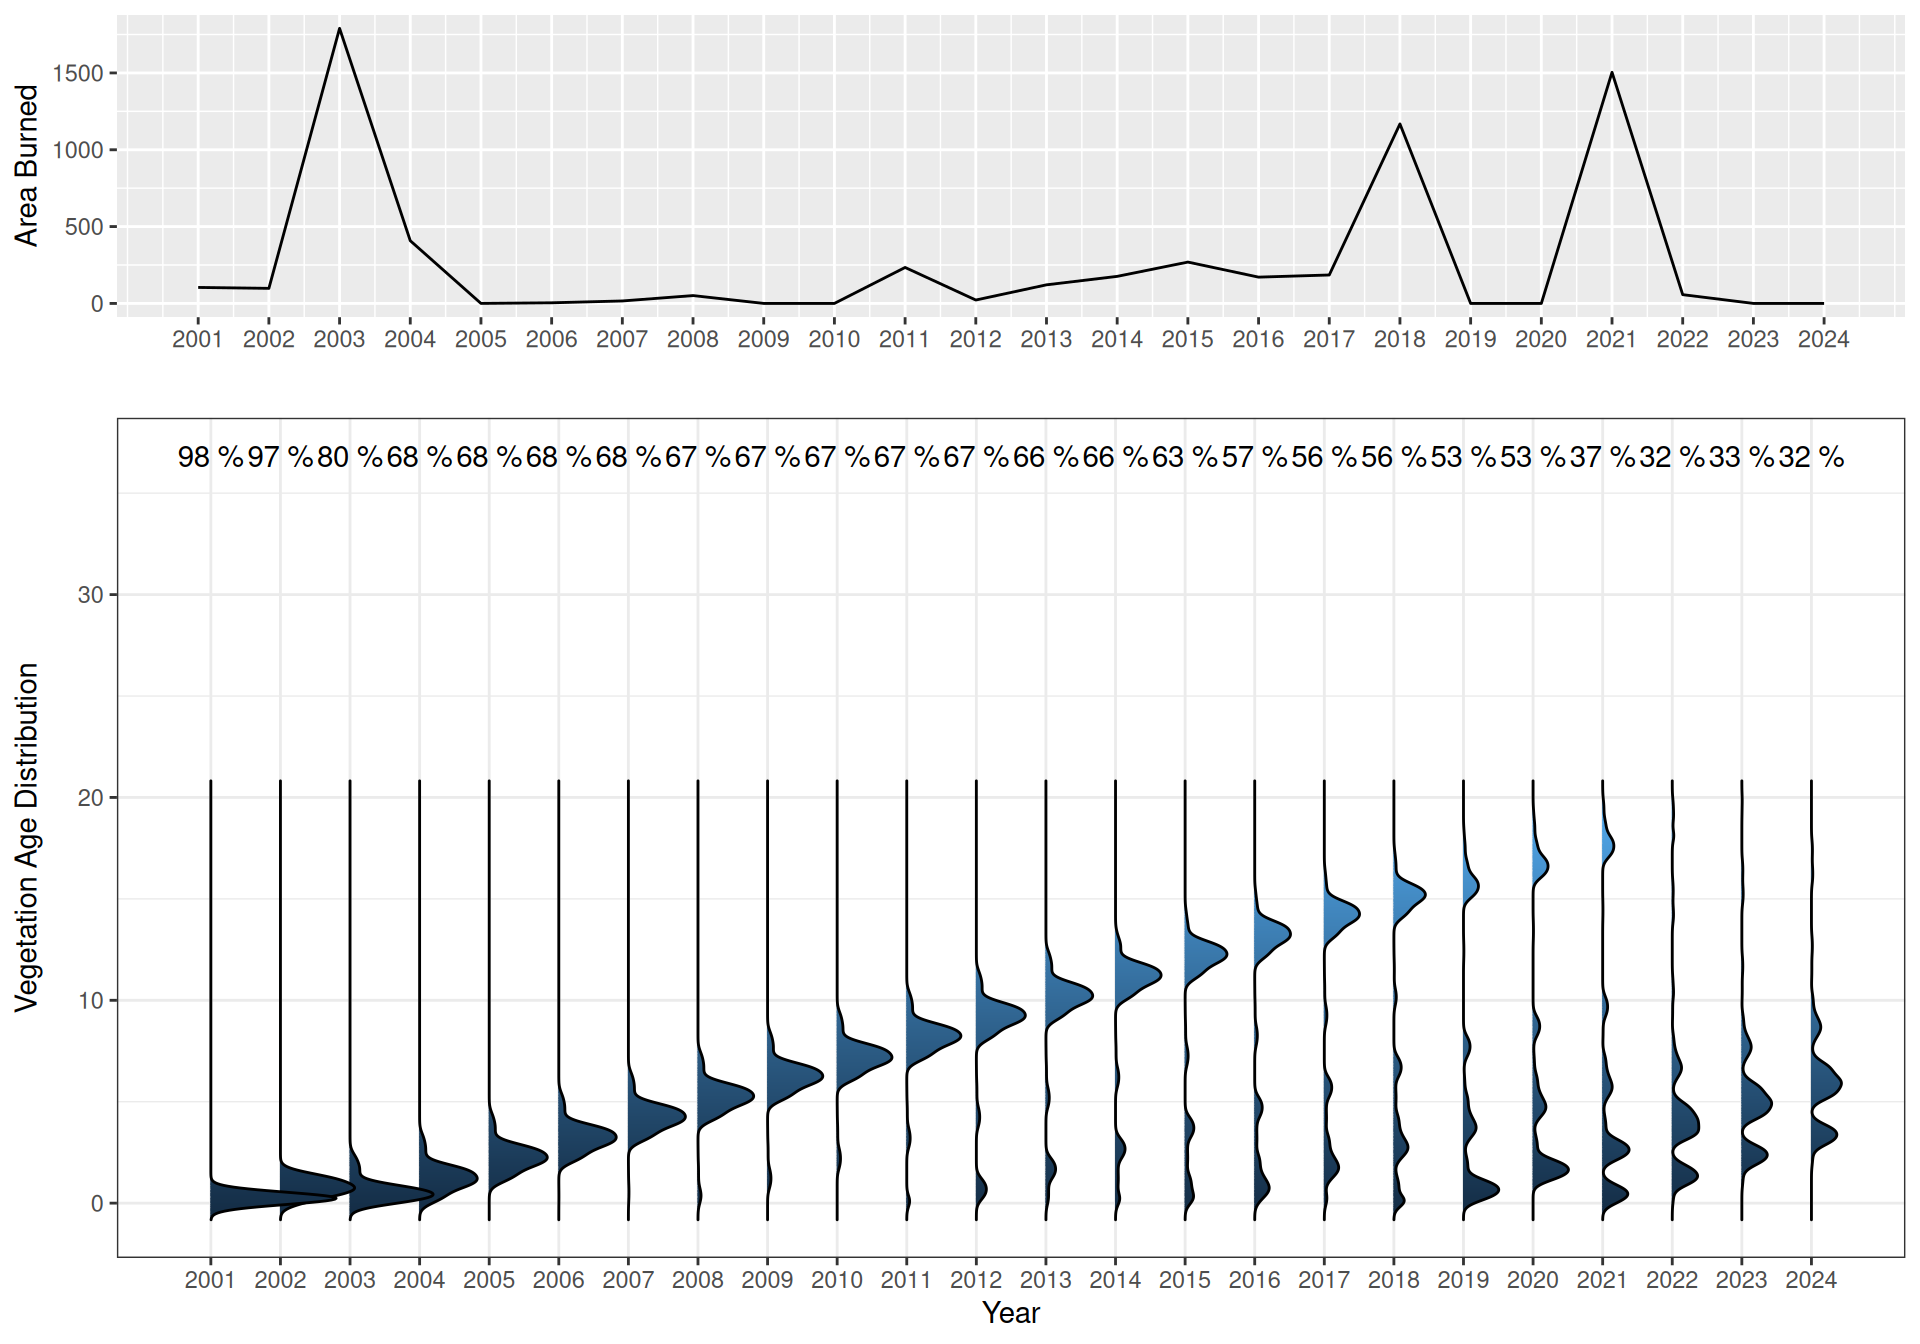 Area Burned
1500
1000
500
0
2001 2002 2003 2004 2005 2006 2007 2008 2009 2010 2011 2012 2013 2014 2015 2016 2017 2018 2019 2020 2021 2022 2023 2024
98 % 97 % 80 % 68 % 68 % 68 % 68 % 67 % 67 % 67 % 67 % 67 % 66 % 66 % 63 % 57 % 56 % 56 % 53 % 53 % 37 % 32 % 33 % 32 %
Vegetation Age Distribution
30
20
10
0
2001 2002 2003 2004 2005 2006 2007 2008 2009 2010 2011 2012 2013 2014 2015 2016 2017 2018 2019 2020 2021 2022 2023 2024
Year